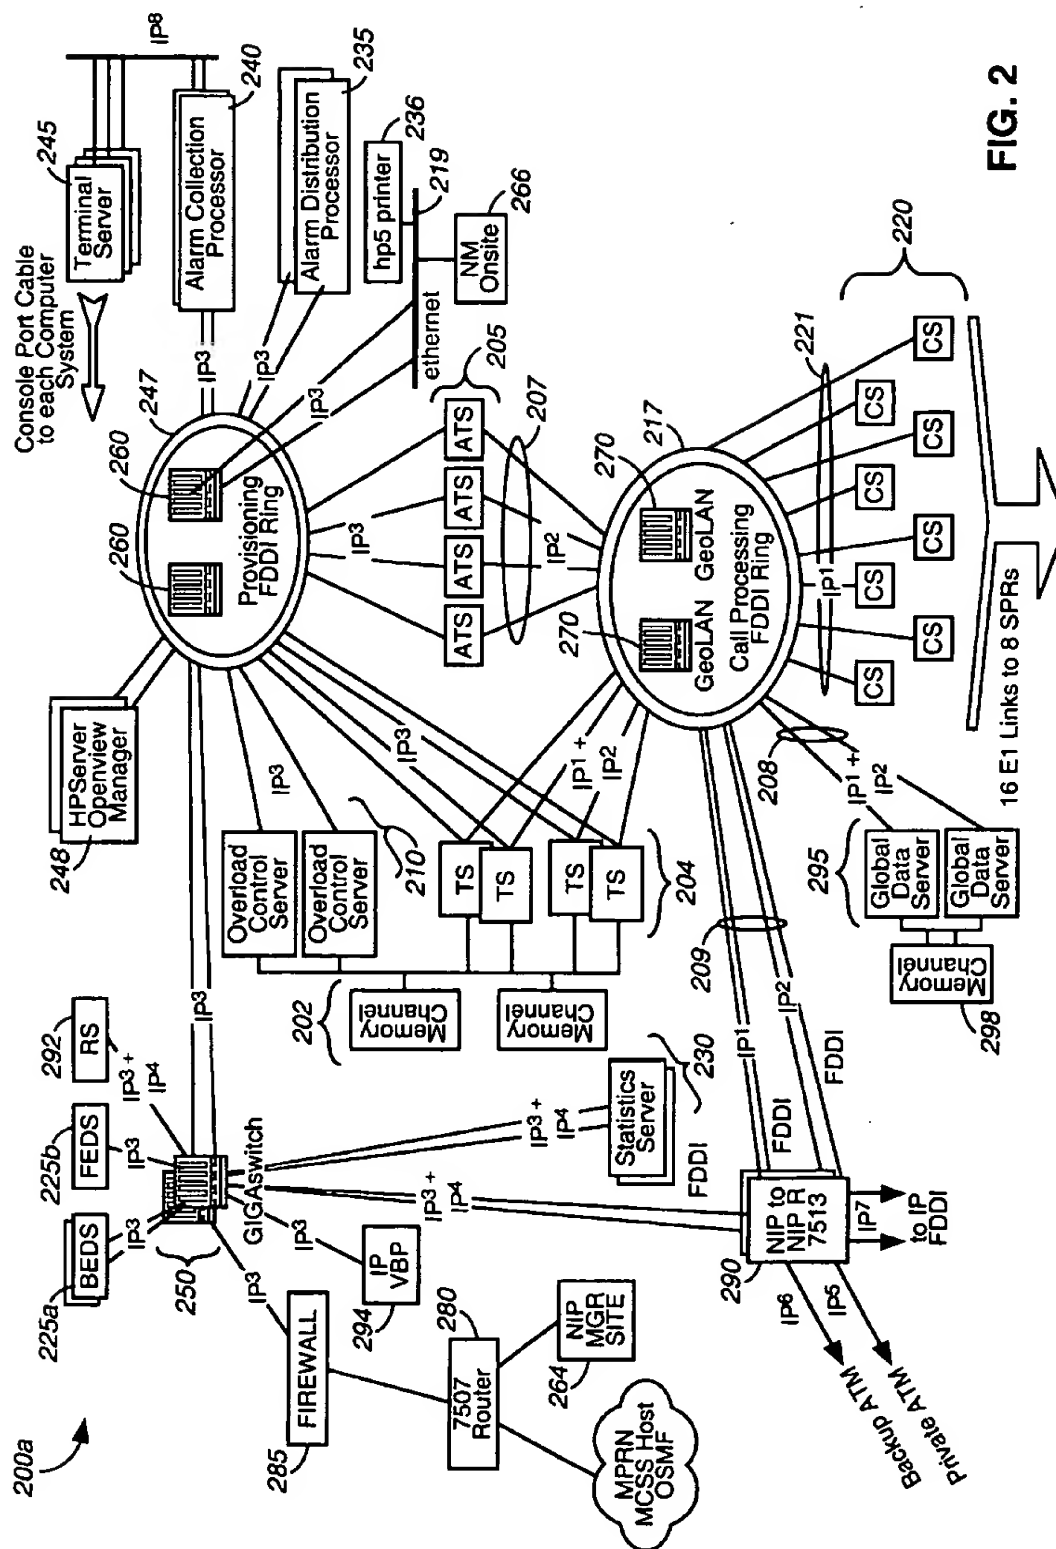 200a
225a
BEDS
225b
FEDS
292
RS
IP3
IP3
IP3 +
IP4
250
GIGAswitch
IP3
FIREWALL
285
IP3
IP
VBP
294
280
7507
Router
NIP
MGR
SITE
264
MPRN
MCSS Host
OSMF
IP3 +
IP4
IP3 +
IP4
Statistics
Server
230
FDDI
IP3
248
HPServer
Openview
Manager
260
260
247
Provisioning
FDDI Ring
Console Port Cable
to each Computer
System
245
Terminal
Server
IP8
240
Alarm Collection
Processor
IP3
235
Alarm Distribution
Processor
IP3
236
hp5 printer
219
ethernet
IP3
266
NM
Onsite
IP3
Overload
Control
Server
Overload
Control
Server
210
202
Memory
Channel
Memory
Channel
TS
TS
TS
TS
204
IP3
IP3
ATS
ATS
ATS
ATS
205
207
IP2
IP1 +
IP2
270
GeoLAN
270
GeoLAN
217
Call Processing
FDDI Ring
IP1
221
CS
CS
CS
CS
CS
CS
CS
CS
220
16 E1 Links to 8 SPRs
208
IP1 +
IP2
295
Global
Data
Server
Global
Data
Server
Memory
Channel
298
209
IP1
IP2
FDDI
FDDI
290
NIP to
NIP R
7513
IP7
to IP
FDDI
IP6
IP5
Backup ATM
Private ATM
FIG. 2